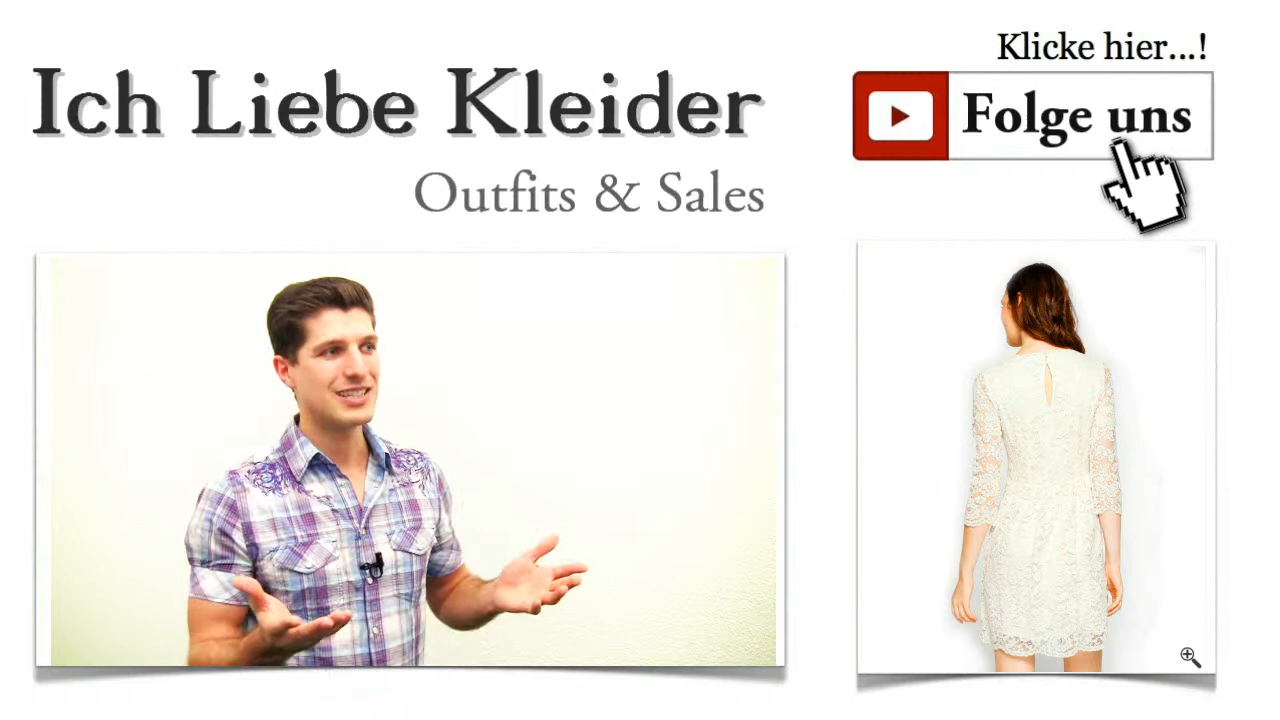 Ich Liebe Kleider
Outfits & Sales
Klicke hier...!
Folge uns